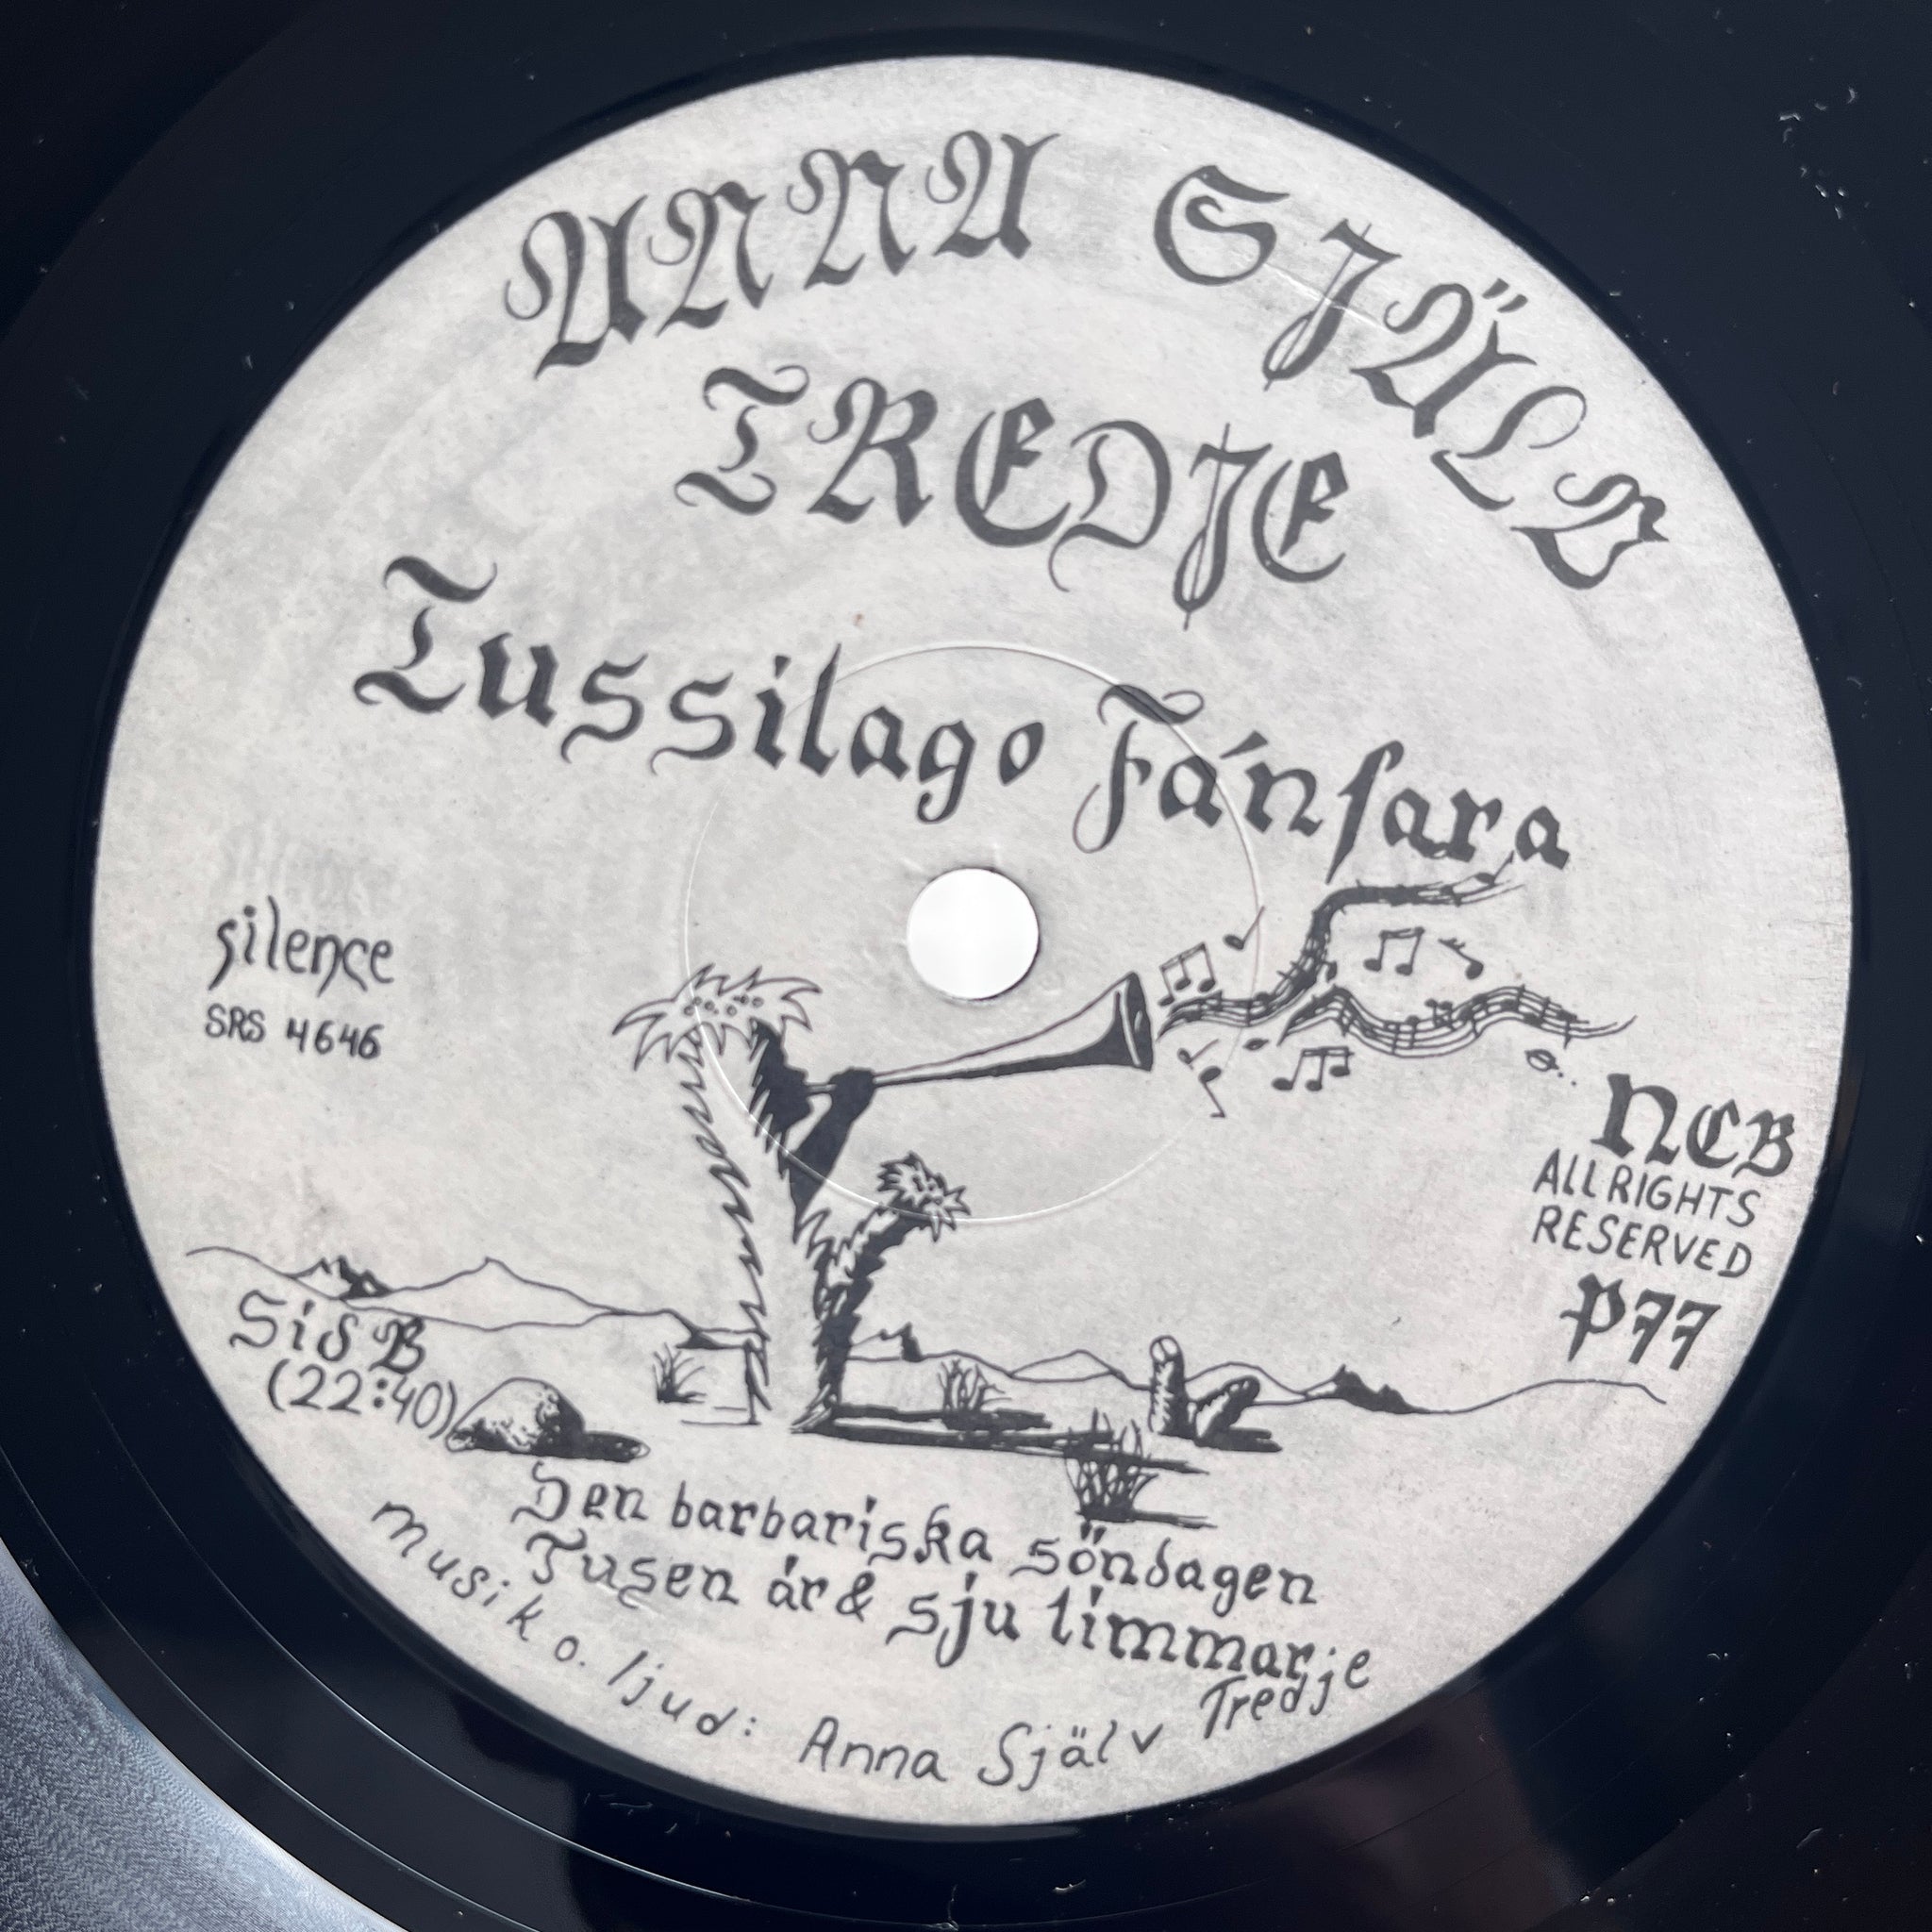 ANNA SJÄLV
TREDJE
Tussilago Fánfara
silence
SRS 4646
NCB
ALL RIGHTS
RESERVED
P77
Sid B
(22:40)
Den barbariska söndagen
Tusen år & sju timmar
musik o. ljud: Anna Själv Tredje